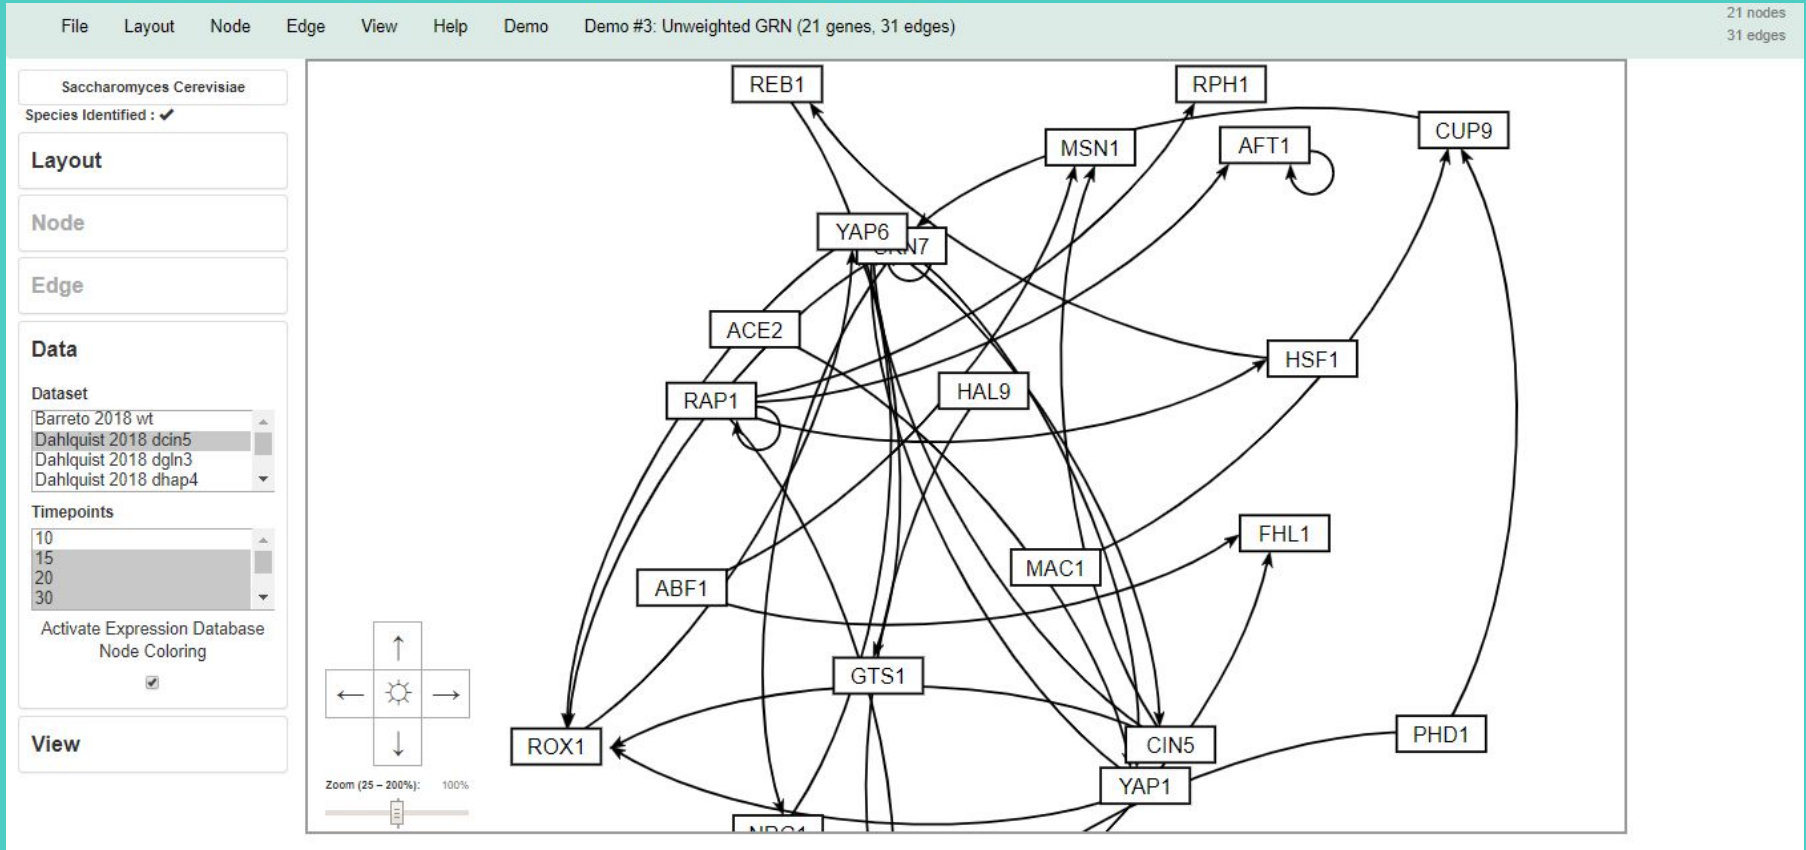 File Layout Node Edge View Help Demo Demo #3: Unweighted GRN (21 genes, 31 edges)
21 nodes
31 edges
Saccharomyces Cerevisiae
Species Identified : ✔
Layout
Node
Edge
Data
Dataset
Barreto 2018 wt
Dahlquist 2018 dcin5
Dahlquist 2018 dgln3
Dahlquist 2018 dhap4
Timepoints
10
15
20
30
Activate Expression Database
Node Coloring
View
Zoom (25 – 200%): 100%
REB1
RPH1
CUP9
MSN1
AFT1
YAP6
ACE2
HSF1
HAL9
RAP1
FHL1
MAC1
ABF1
GTS1
PHD1
CIN5
ROX1
YAP1